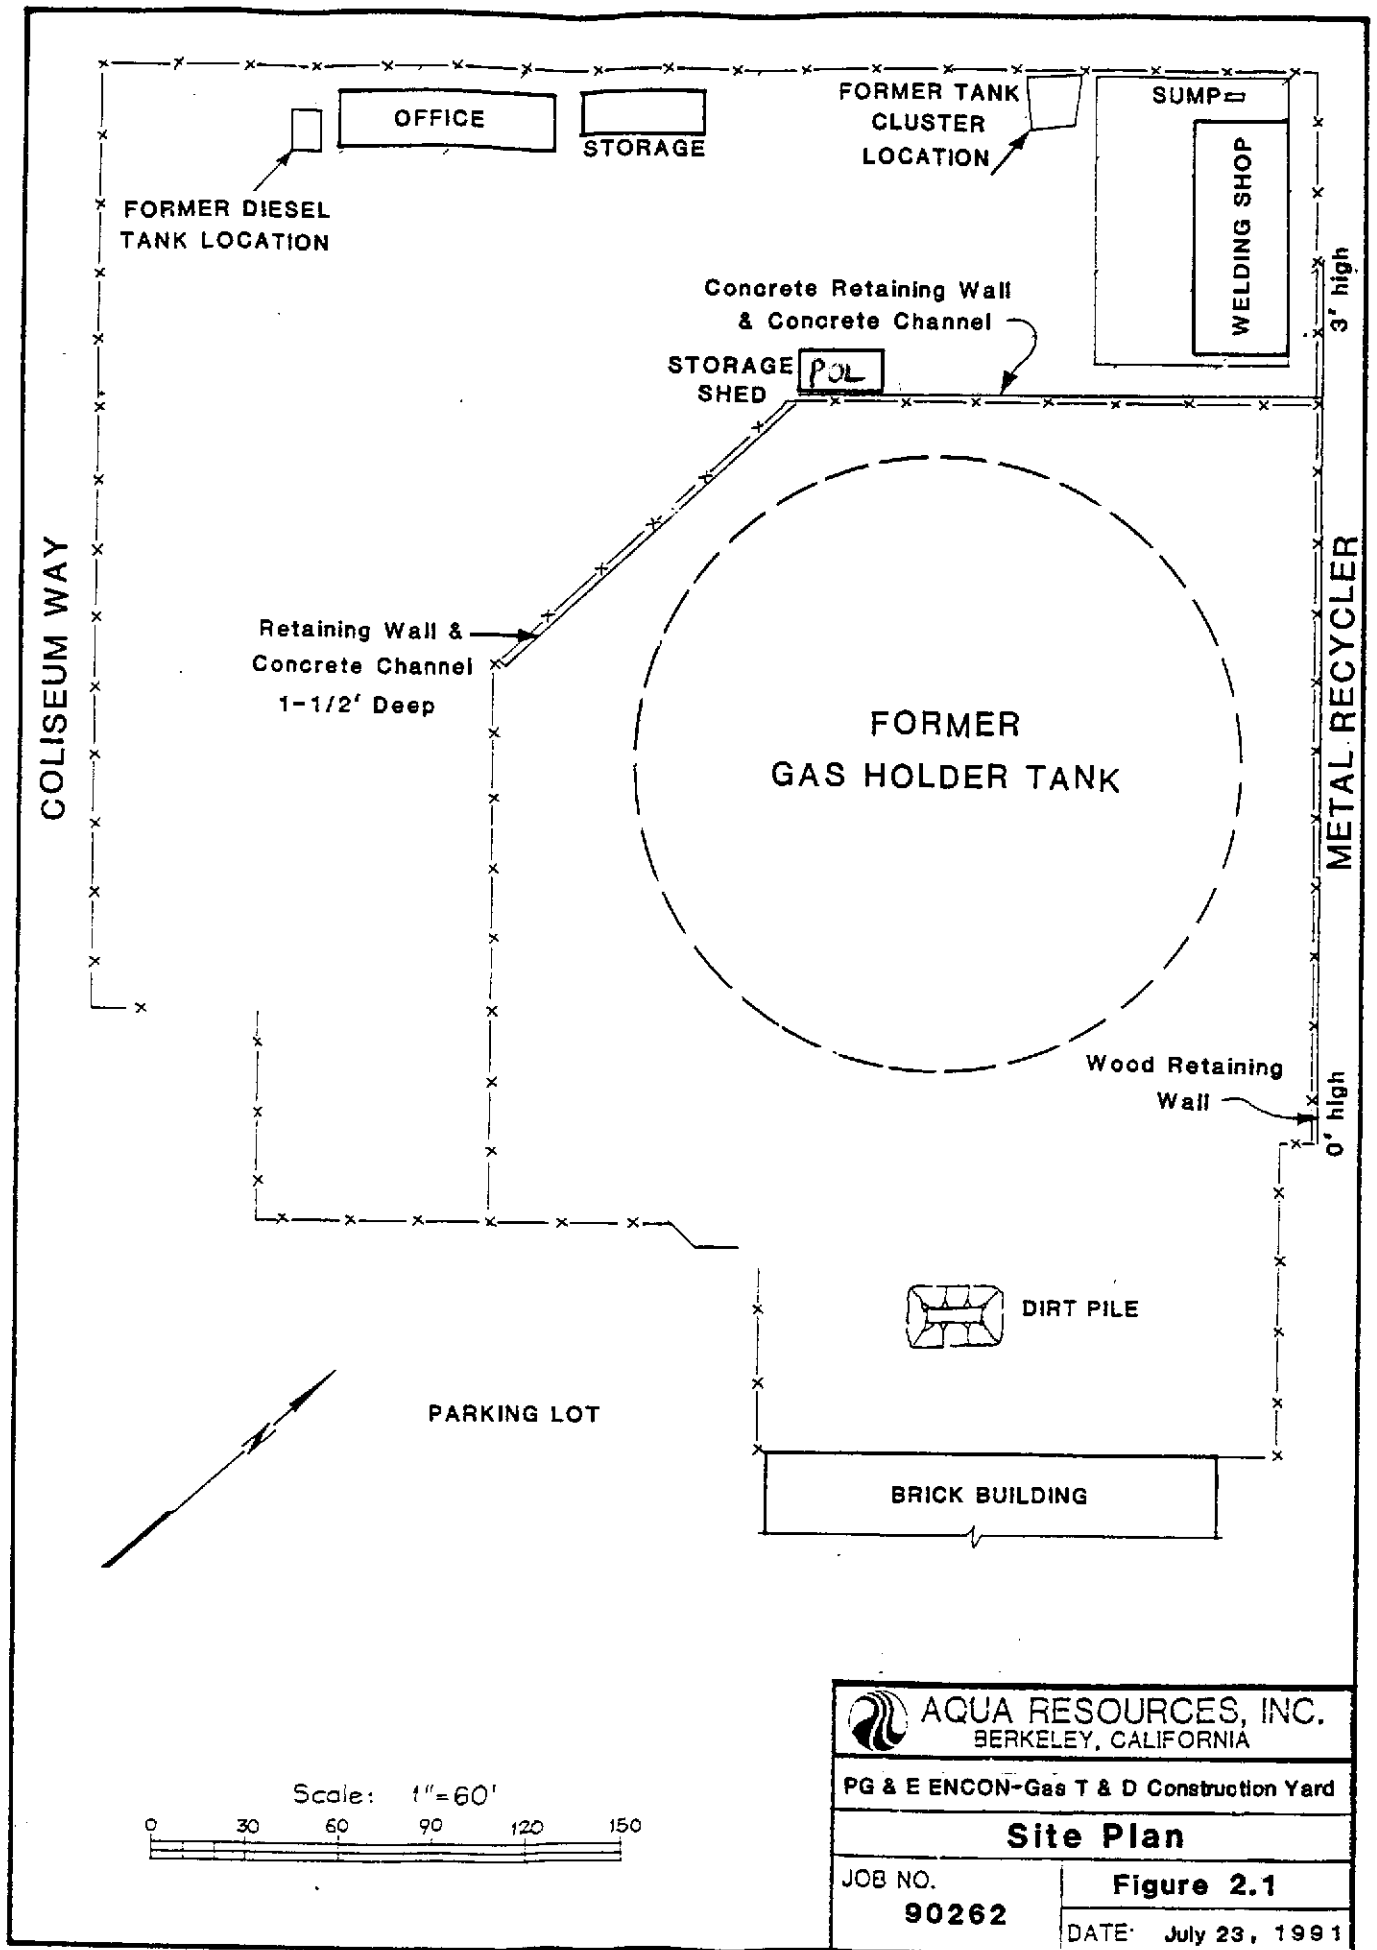 OFFICE
STORAGE
FORMER TANK
CLUSTER
LOCATION
SUMP
WELDING SHOP
FORMER DIESEL
TANK LOCATION
3' high
Concrete Retaining Wall
& Concrete Channel
STORAGE
SHED
POL
COLISEUM WAY
METAL RECYCLER
Retaining Wall &
Concrete Channel
1-1/2' Deep
FORMER
GAS HOLDER TANK
Wood Retaining
Wall
0' high
DIRT PILE
PARKING LOT
N
BRICK BUILDING
AQUA RESOURCES, INC.
BERKELEY, CALIFORNIA
PG & E ENCON-Gas T & D Construction Yard
Site Plan
JOB NO.
90262
Figure 2.1
DATE: July 23, 1991
Scale: 1"=60'
0 30 60 90 120 150